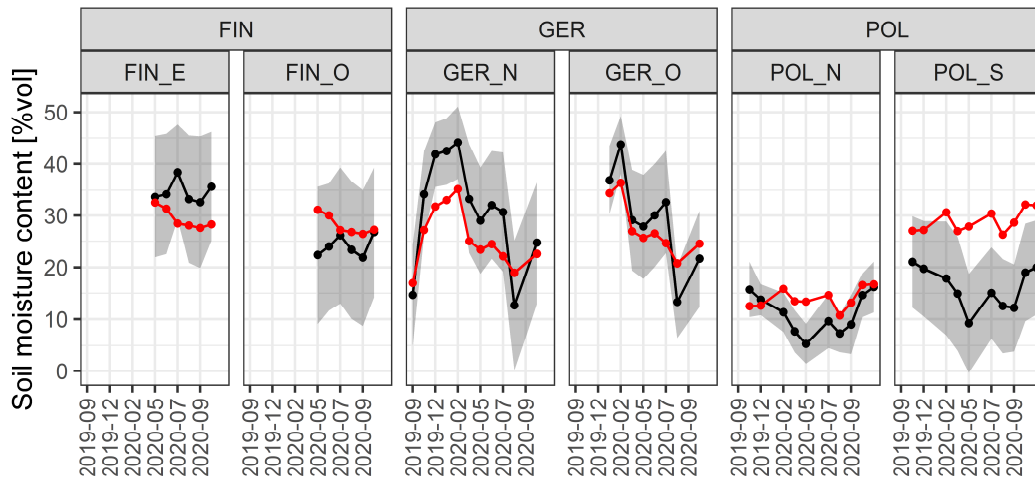 FIN GER POL
FIN_E FIN_O GER_N GER_O POL_N POL_S
Soil moisture content [%vol]
50
40
30
20
10
0
2019-09 2019-12 2020-02 2020-05 2020-07 2020-09
2019-09 2019-12 2020-02 2020-05 2020-07 2020-09
2019-09 2019-12 2020-02 2020-05 2020-07 2020-09
2019-09 2019-12 2020-02 2020-05 2020-07 2020-09
2019-09 2019-12 2020-02 2020-05 2020-07 2020-09
2019-09 2019-12 2020-02 2020-05 2020-07 2020-09